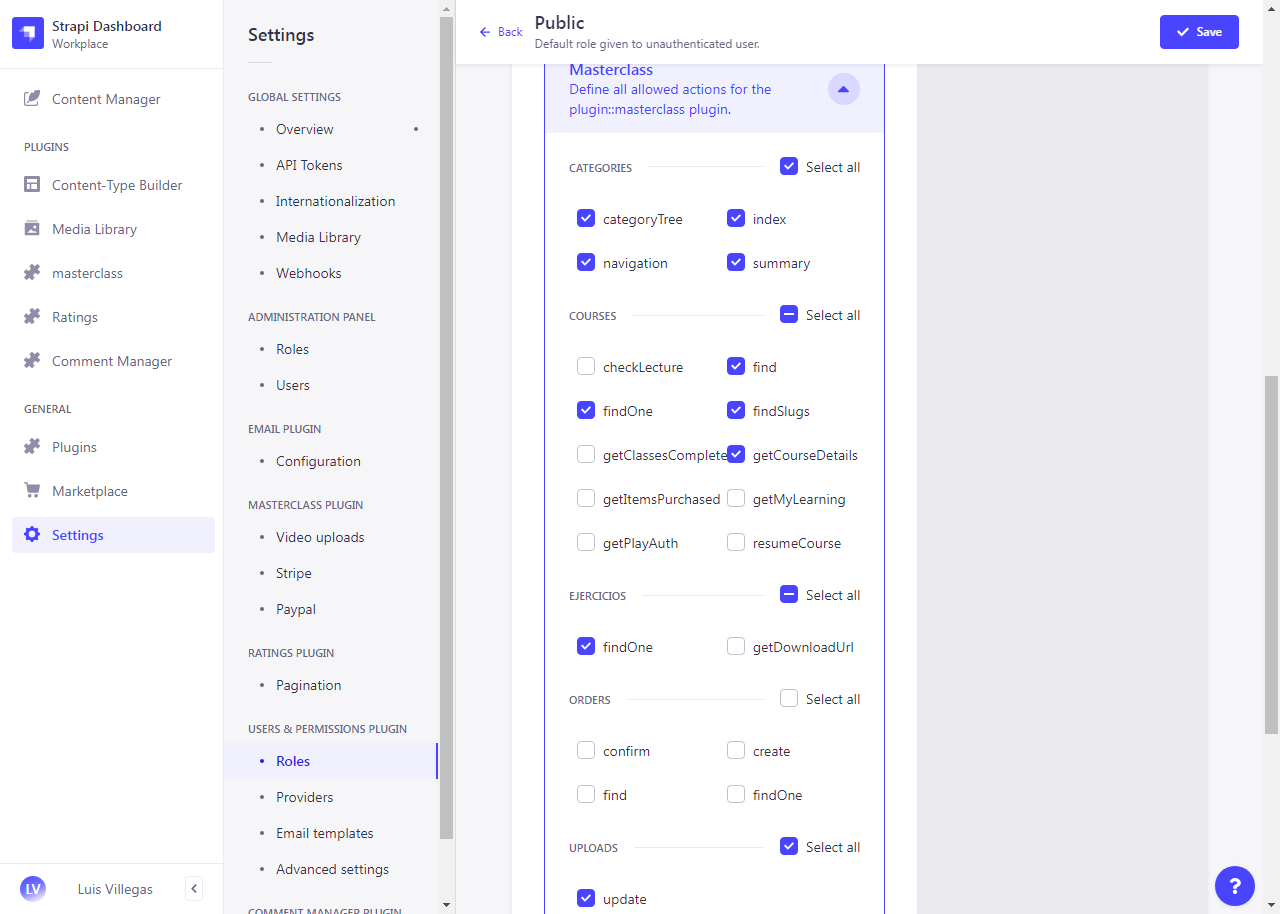 Strapi Dashboard
Workplace
Content Manager
PLUGINS
Content-Type Builder
Media Library
masterclass
Ratings
Comment Manager
GENERAL
Plugins
Marketplace
Settings
LV
Luis Villegas
Settings
GLOBAL SETTINGS
Overview
API Tokens
Internationalization
Media Library
Webhooks
ADMINISTRATION PANEL
Roles
Users
EMAIL PLUGIN
Configuration
MASTERCLASS PLUGIN
Video uploads
Stripe
Paypal
RATINGS PLUGIN
Pagination
USERS & PERMISSIONS PLUGIN
Roles
Providers
Email templates
Advanced settings
COMMENT MANAGER PLUGIN
Back
Public
Default role given to unauthenticated user.
Save
Masterclass
Define all allowed actions for the
plugin::masterclass plugin.
CATEGORIES
Select all
categoryTree
index
navigation
summary
COURSES
Select all
checkLecture
find
findOne
findSlugs
getClassesComplete
getCourseDetails
getItemsPurchased
getMyLearning
getPlayAuth
resumeCourse
EJERCICIOS
Select all
findOne
getDownloadUrl
ORDERS
Select all
confirm
create
find
findOne
UPLOADS
Select all
update
?